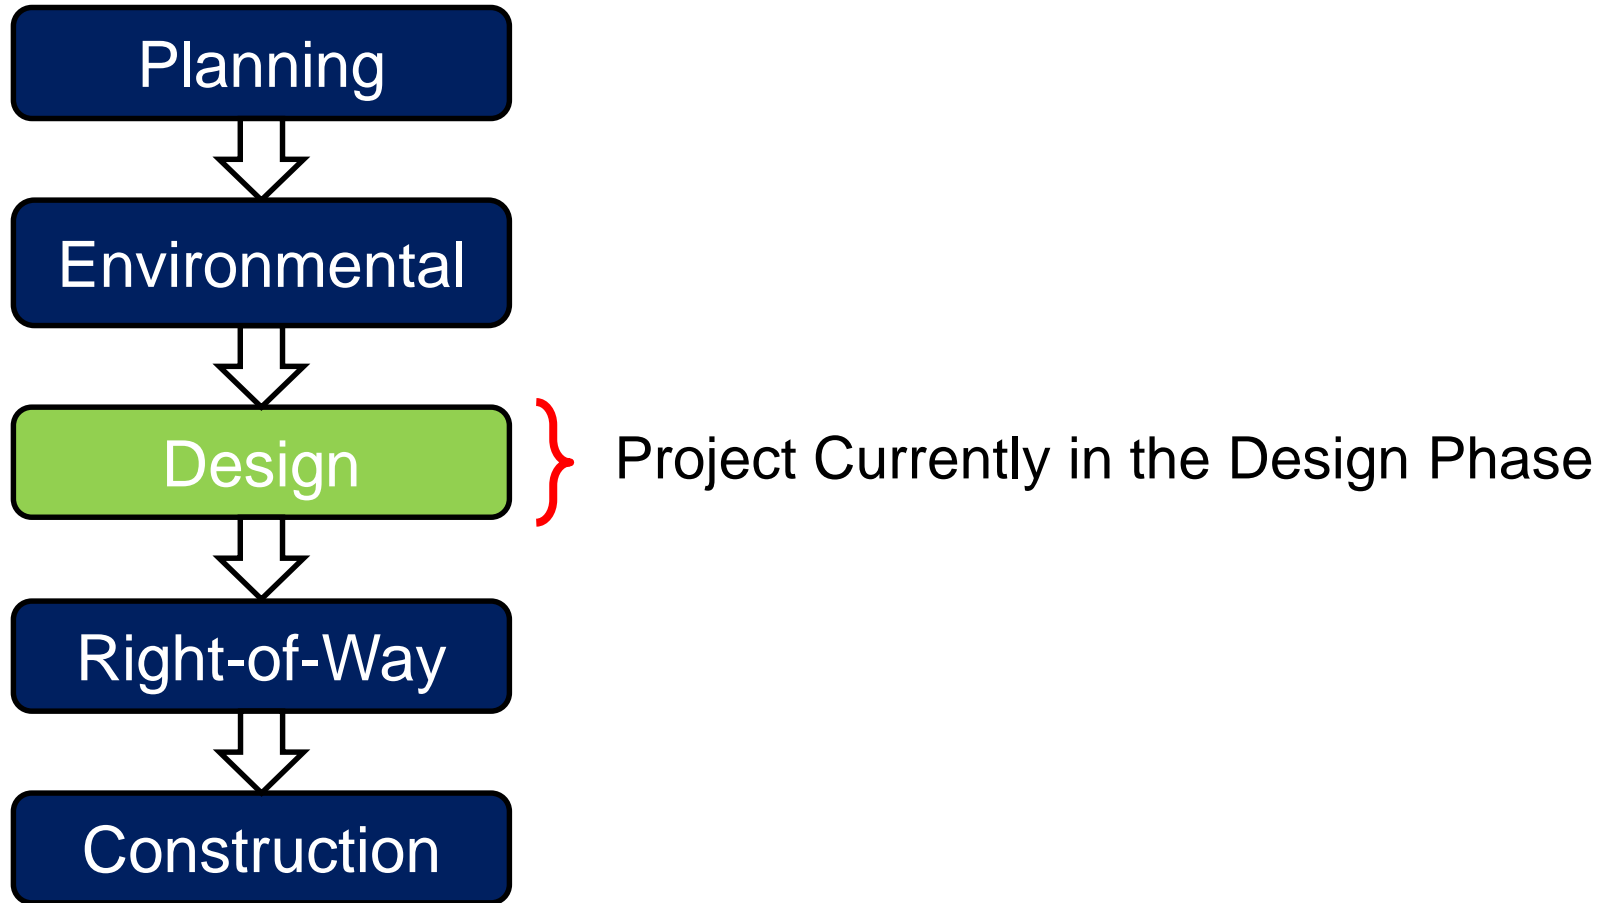 Planning
Environmental
Design
Project Currently in the Design Phase
Right-of-Way
Construction